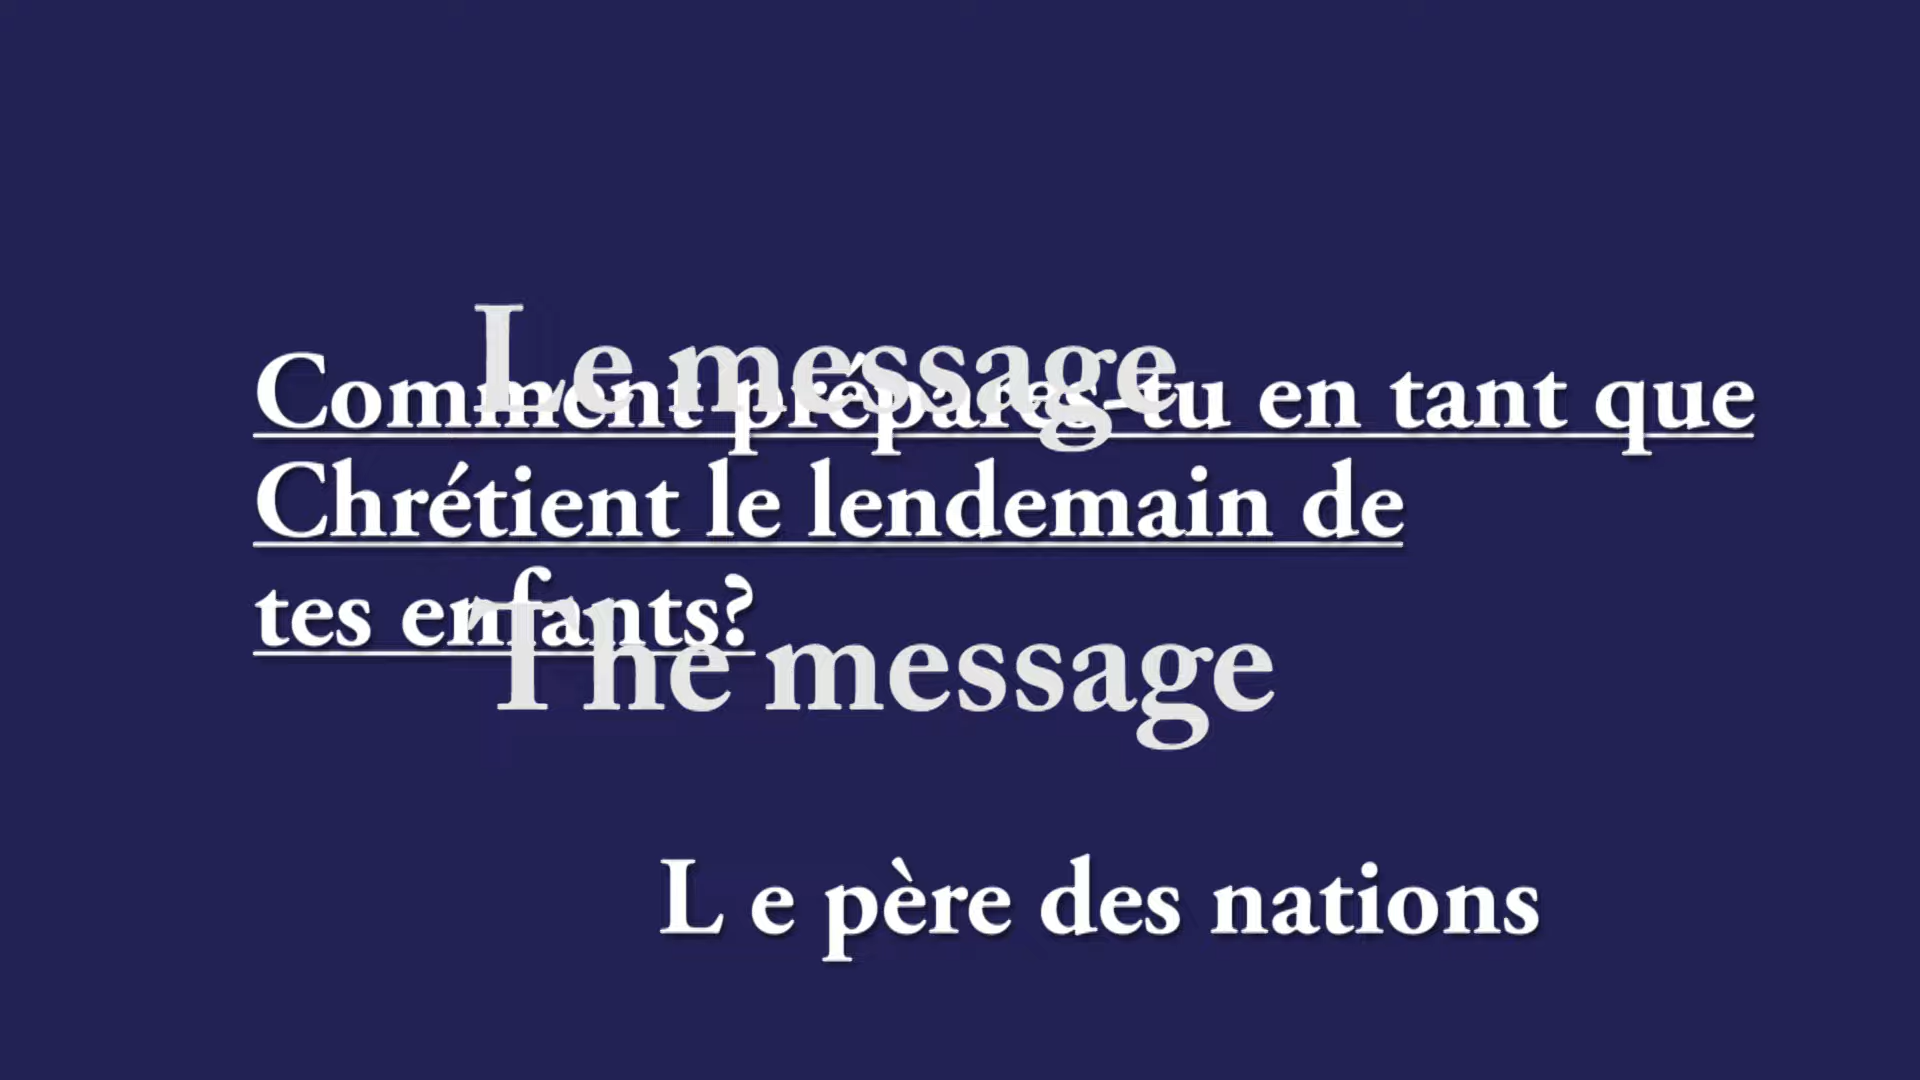 Le message
Comment prépares-tu en tant que
Chrétient le lendemain de
tes enfants?
The message
L e père des nations